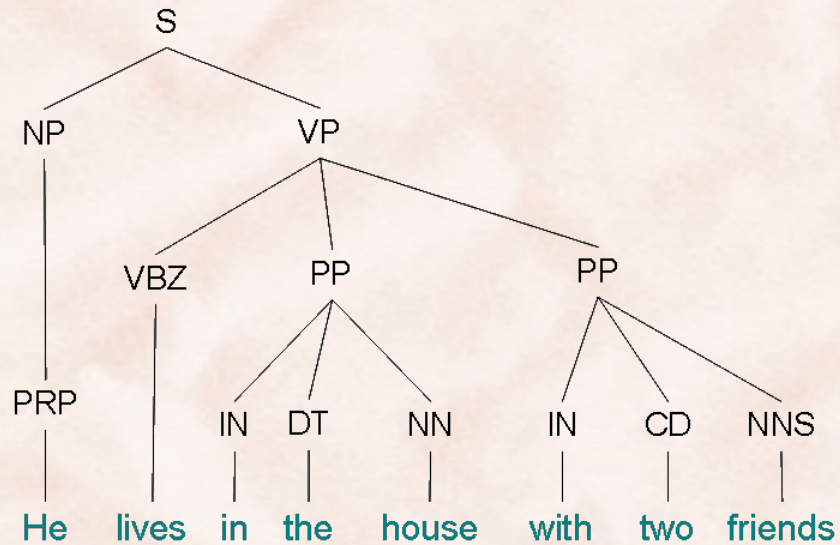 S
NP VP
VBZ PP PP
PRP IN DT NN IN CD NNS
He lives in the house with two friends